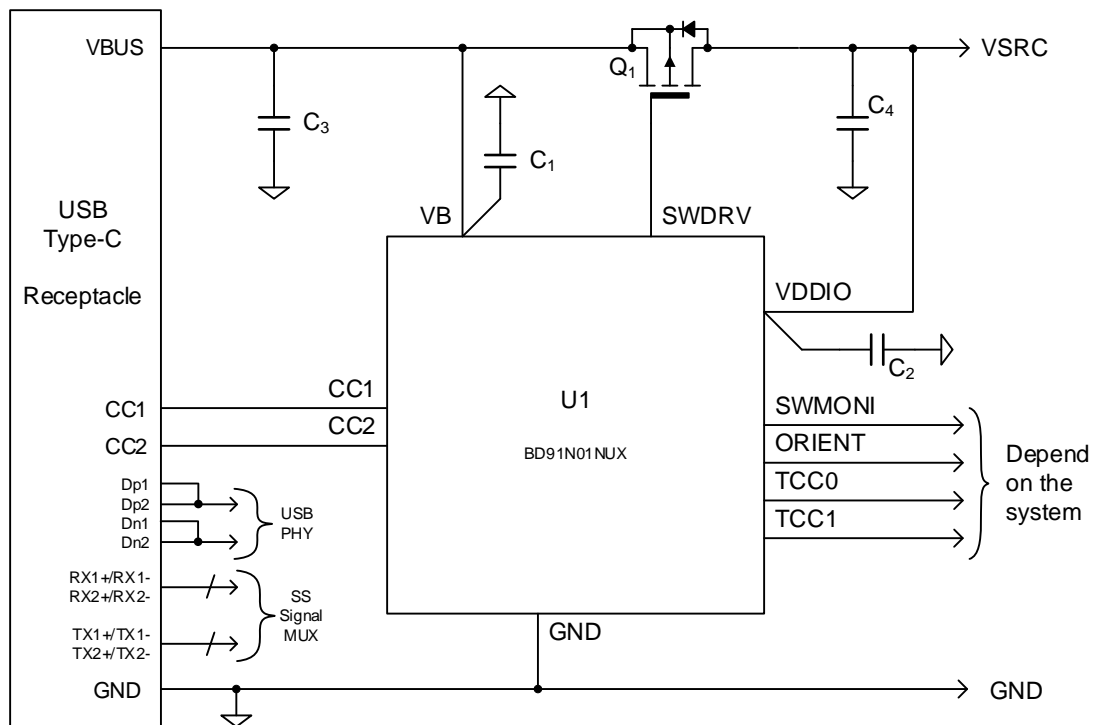 VBUS
VSRC
Q1
C3
C4
C1
USB
Type-C
Receptacle
VB
SWDRV
VDDIO
C2
CC1
CC1
CC2
CC2
U1
BD91N01NUX
SWMONI
ORIENT
TCC0
TCC1
Depend
on the
system
Dp1
Dp2
Dn1
Dn2
USB
PHY
RX1+/RX1-
RX2+/RX2-
TX1+/TX1-
TX2+/TX2-
SS
Signal
MUX
GND
GND
GND